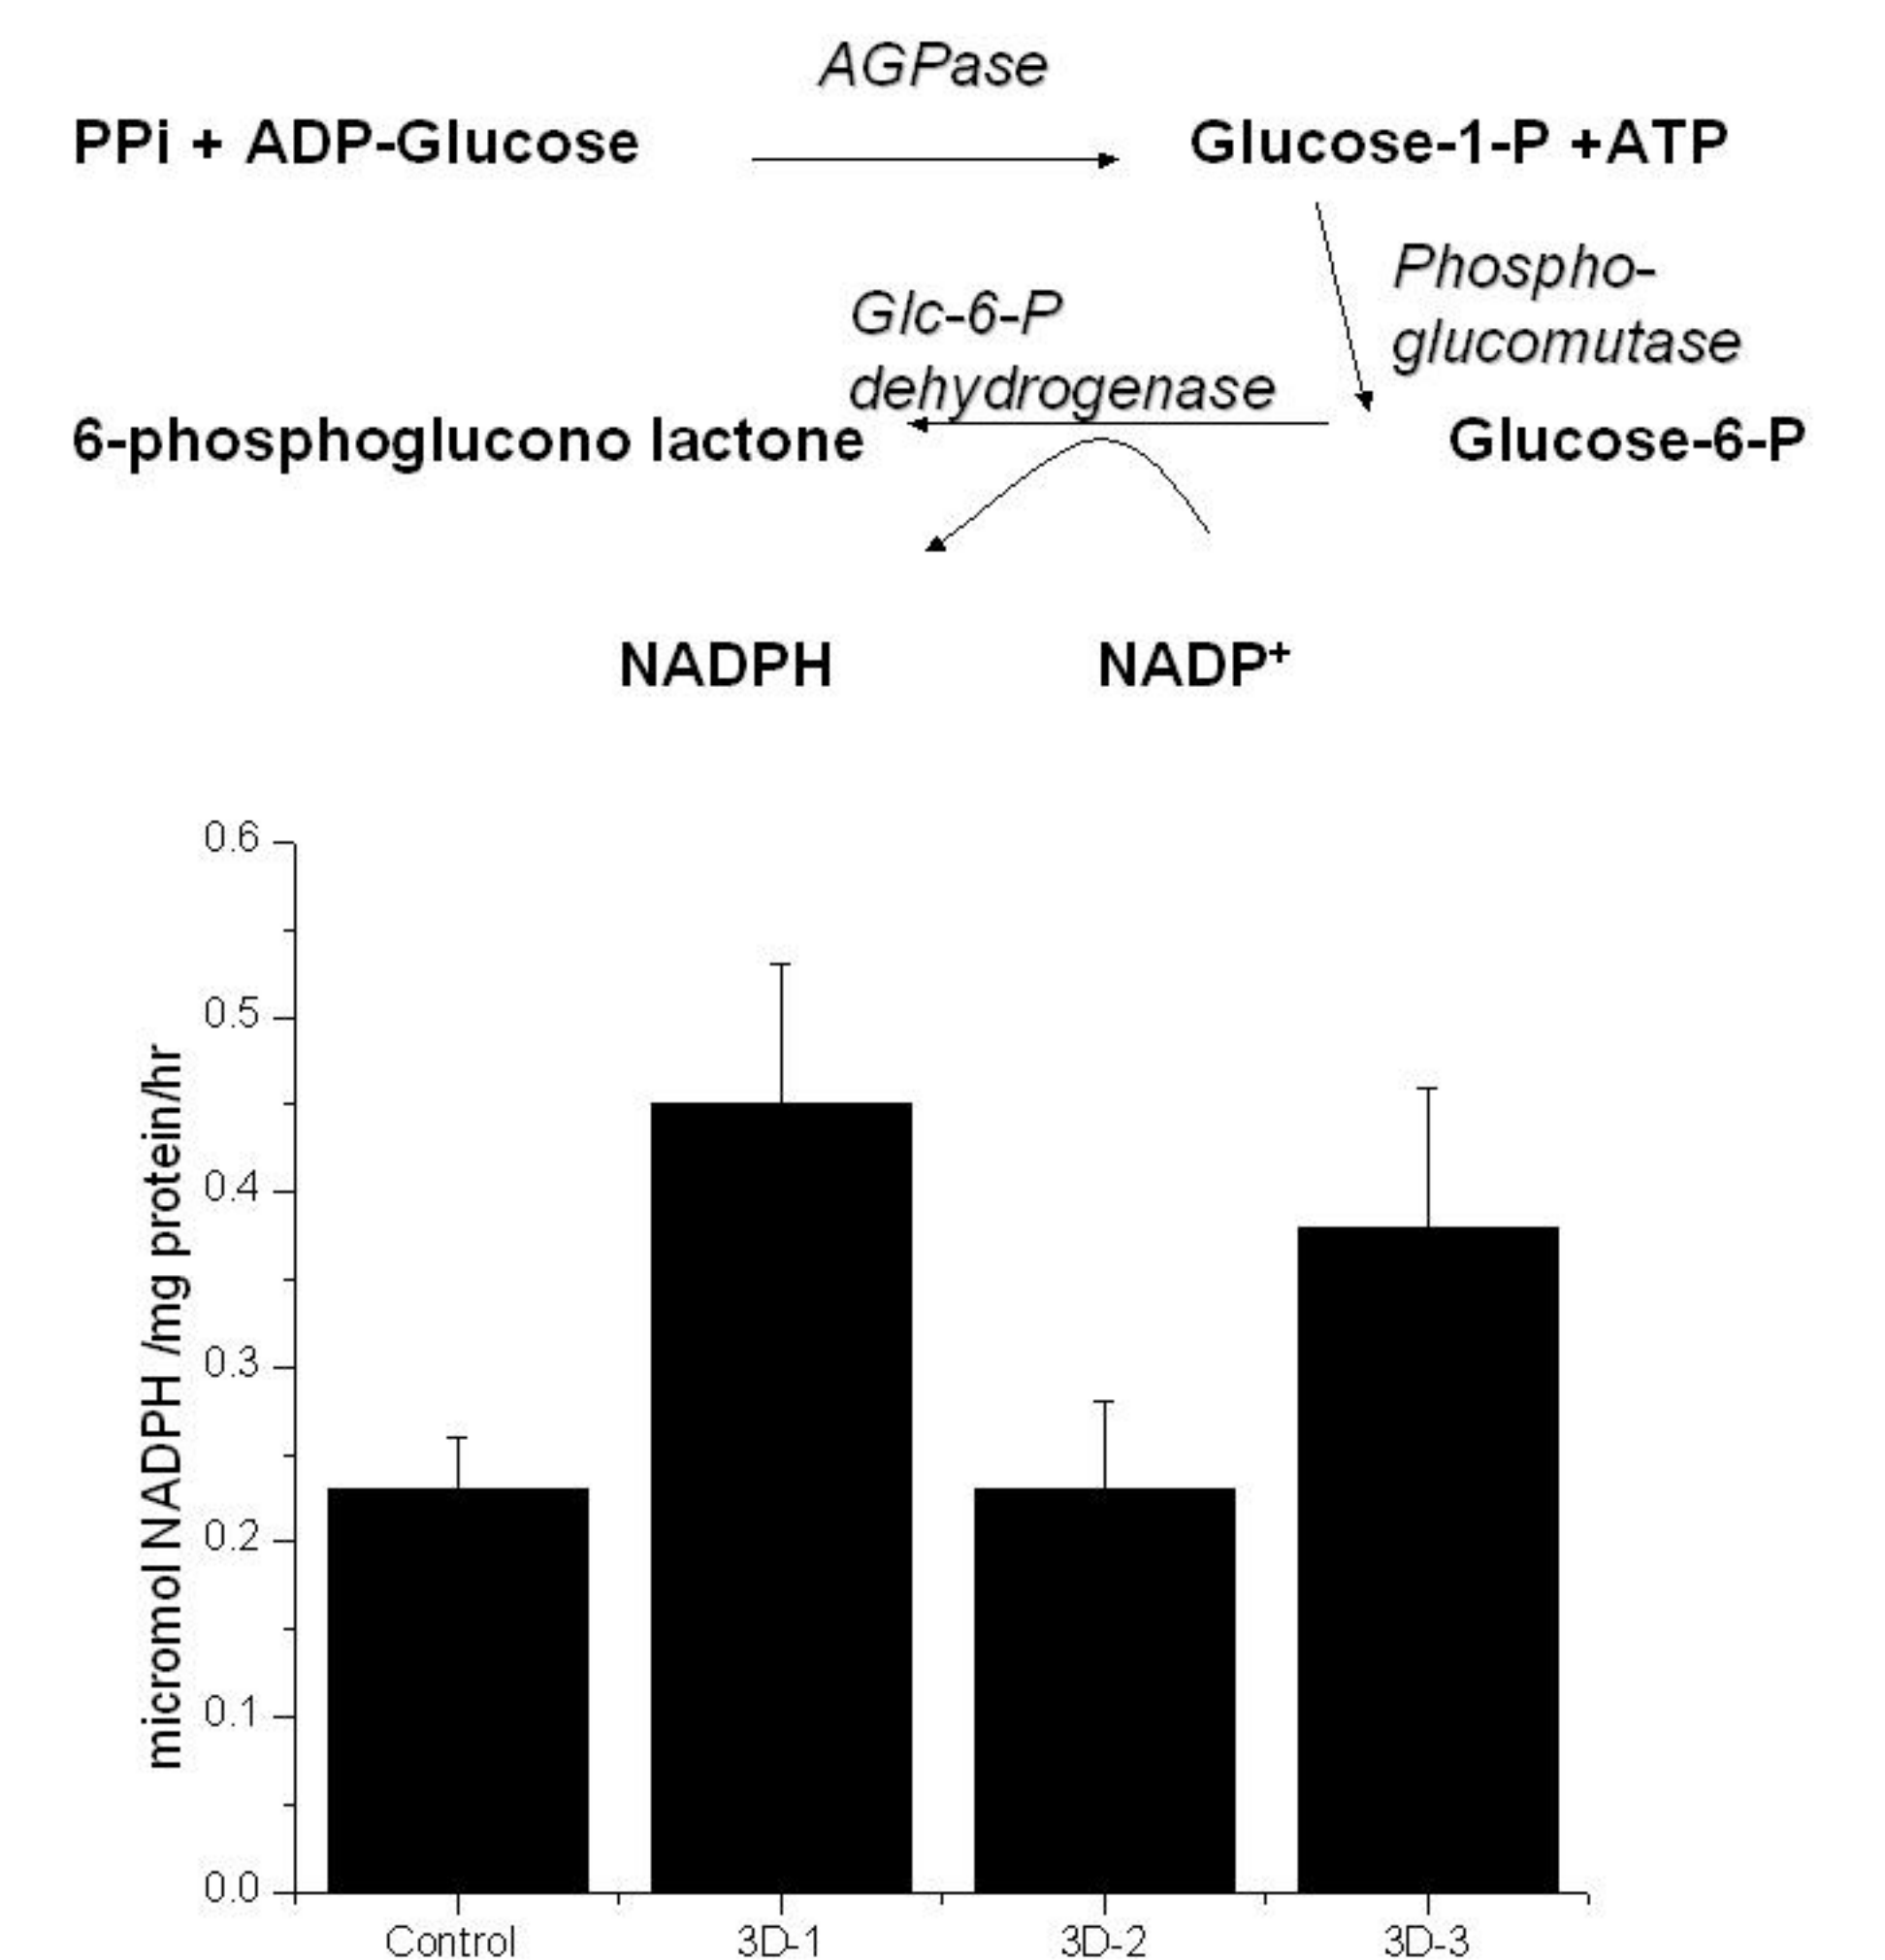 AGPase
PPi + ADP-Glucose
Glucose-1-P +ATP
Phospho-
glucomutase
Glc-6-P
dehydrogenase
6-phosphoglucono lactone
Glucose-6-P
NADPH
NADP⁺
micromol NADPH /mg protein/hr
0.6
0.5
0.4
0.3
0.2
0.1
0.0
Control
3D-1
3D-2
3D-3